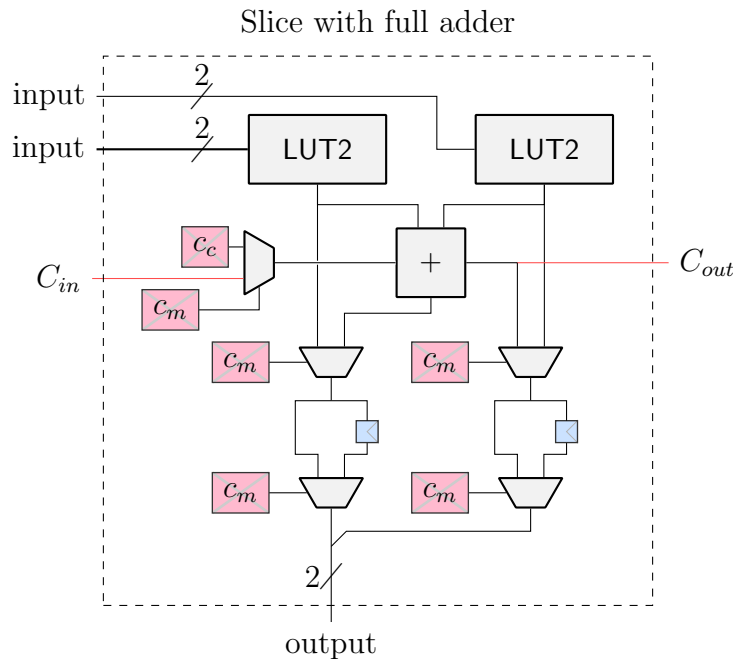 Slice with full adder
2
input
2
input
LUT2
LUT2
c_c
+
C_in
C_out
c_m
c_m
c_m
c_m
c_m
2
output